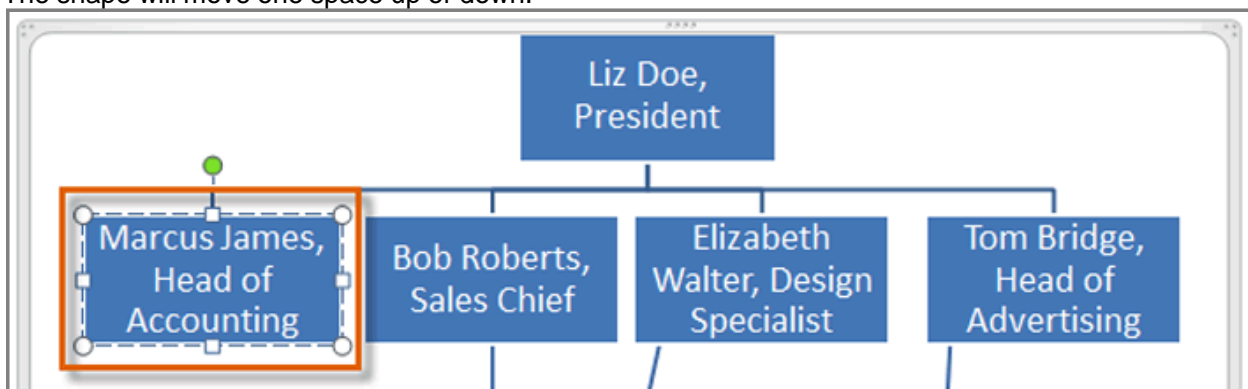 The shape will move one space up or down.
Liz Doe,
President
Marcus James,
Head of
Accounting
Bob Roberts,
Sales Chief
Elizabeth
Walter, Design
Specialist
Tom Bridge,
Head of
Advertising